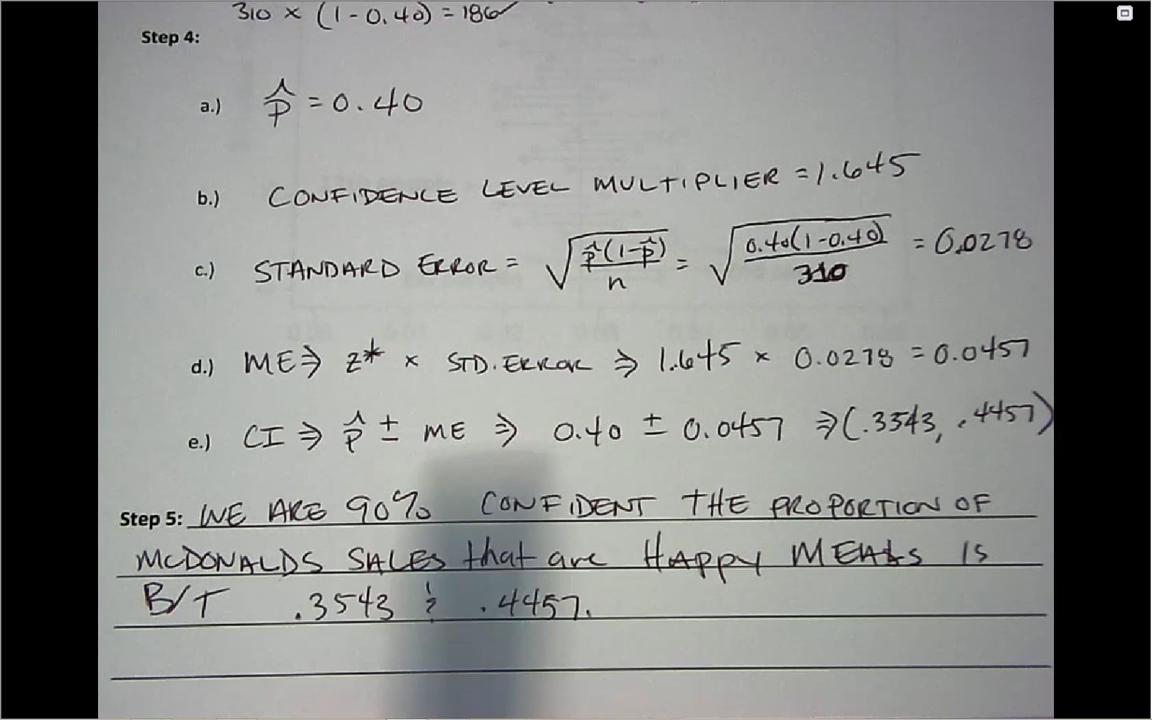 310 × (1 - 0.40) = 186✓
Step 4:
a.) p̂ = 0.40
b.) CONFIDENCE LEVEL MULTIPLIER = 1.645
c.) STANDARD ERROR = √(p̂(1-p̂)/n) = √(0.40(1-0.40)/310) = 0.0278
d.) ME ⇒ z* × STD. ERROR ⇒ 1.645 × 0.0278 = 0.0457
e.) CI ⇒ p̂ ± ME ⇒ 0.40 ± 0.0457 ⇒ (.3543, .4457)
Step 5: WE ARE 90% CONFIDENT THE PROPORTION OF
MCDONALDS SALES that are HAPPY MEALS IS
B/T .3543 & .4457.